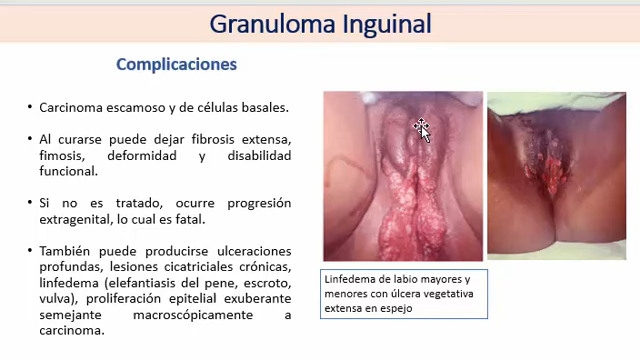 Granuloma Inguinal
Complicaciones
• Carcinoma escamoso y de células basales.
• Al curarse puede dejar fibrosis extensa,
fimosis, deformidad y disabilidad
funcional.
• Si no es tratado, ocurre progresión
extragenital, lo cual es fatal.
• También puede producirse ulceraciones
profundas, lesiones cicatriciales crónicas,
linfedema (elefantiasis del pene, escroto,
vulva), proliferación epitelial exuberante
semejante macroscópicamente a
carcinoma.
Linfedema de labio mayores y
menores con úlcera vegetativa
extensa en espejo